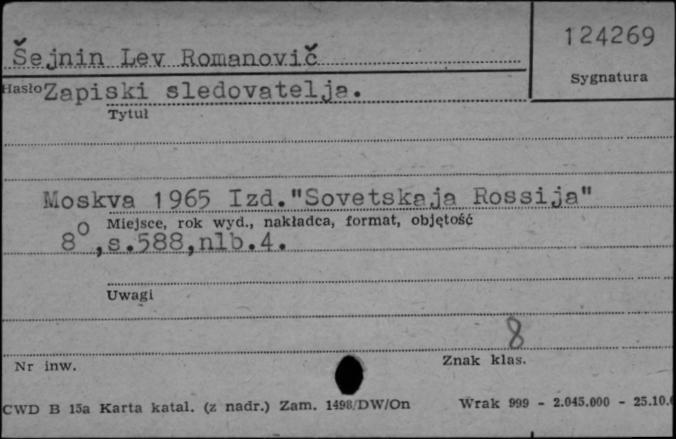 124269
Šejnin Lev Romanovič
Sygnatura
Hasło Zapiski sledovatelja.
Tytuł
Moskva 1965 Izd."Sovetskaja Rossija"
Miejsce, rok wyd., nakładca, format, objętość
8°,s.588,nlb.4.
Uwagi
8
Nr inw.
Znak klas.
CWD B 15a Karta katal. (z nadr.) Zam. 1498/DW/On Wrak 999 - 2.045.000 - 25.10.